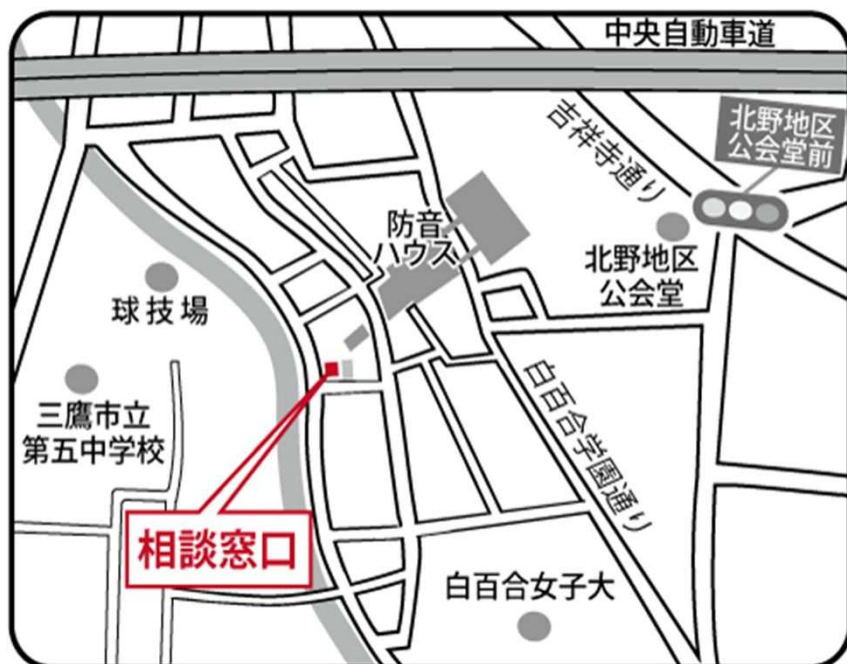 中央自動車道
吉祥寺通り
北野地区
公会堂前
防音
ハウス
北野地区
公会堂
球技場
三鷹市立
第五中学校
白百合学園通り
相談窓口
白百合女子大